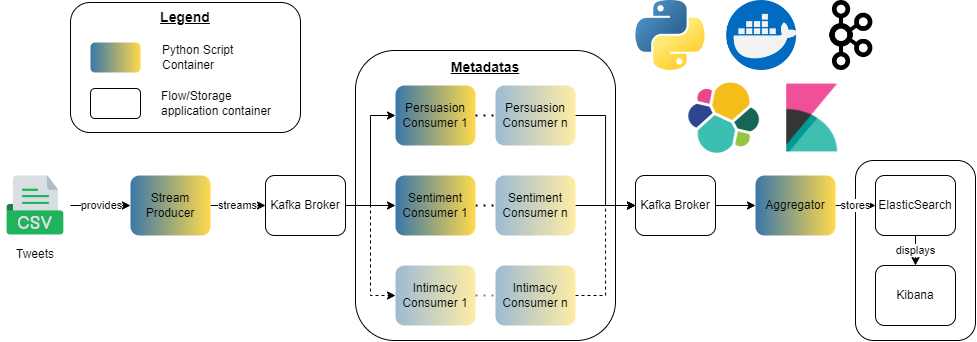 Legend
Python Script
Container
Flow/Storage
application container
Metadatas
Persuasion
Consumer 1
. . .
Persuasion
Consumer n
CSV
Tweets
provides
Stream
Producer
streams
Kafka Broker
Sentiment
Consumer 1
. . .
Sentiment
Consumer n
Intimacy
Consumer 1
. . .
Intimacy
Consumer n
Kafka Broker
Aggregator
stores
ElasticSearch
displays
Kibana